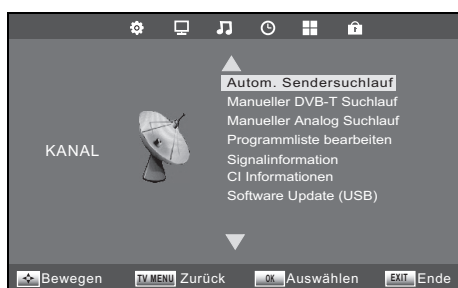 Autom. Sendersuchlauf
Manueller DVB-T Suchlauf
Manueller Analog Suchlauf
Programmliste bearbeiten
KANAL
Signalinformation
CI Informationen
Software Update (USB)
Bewegen TV MENU Zurück OK Auswählen EXIT Ende